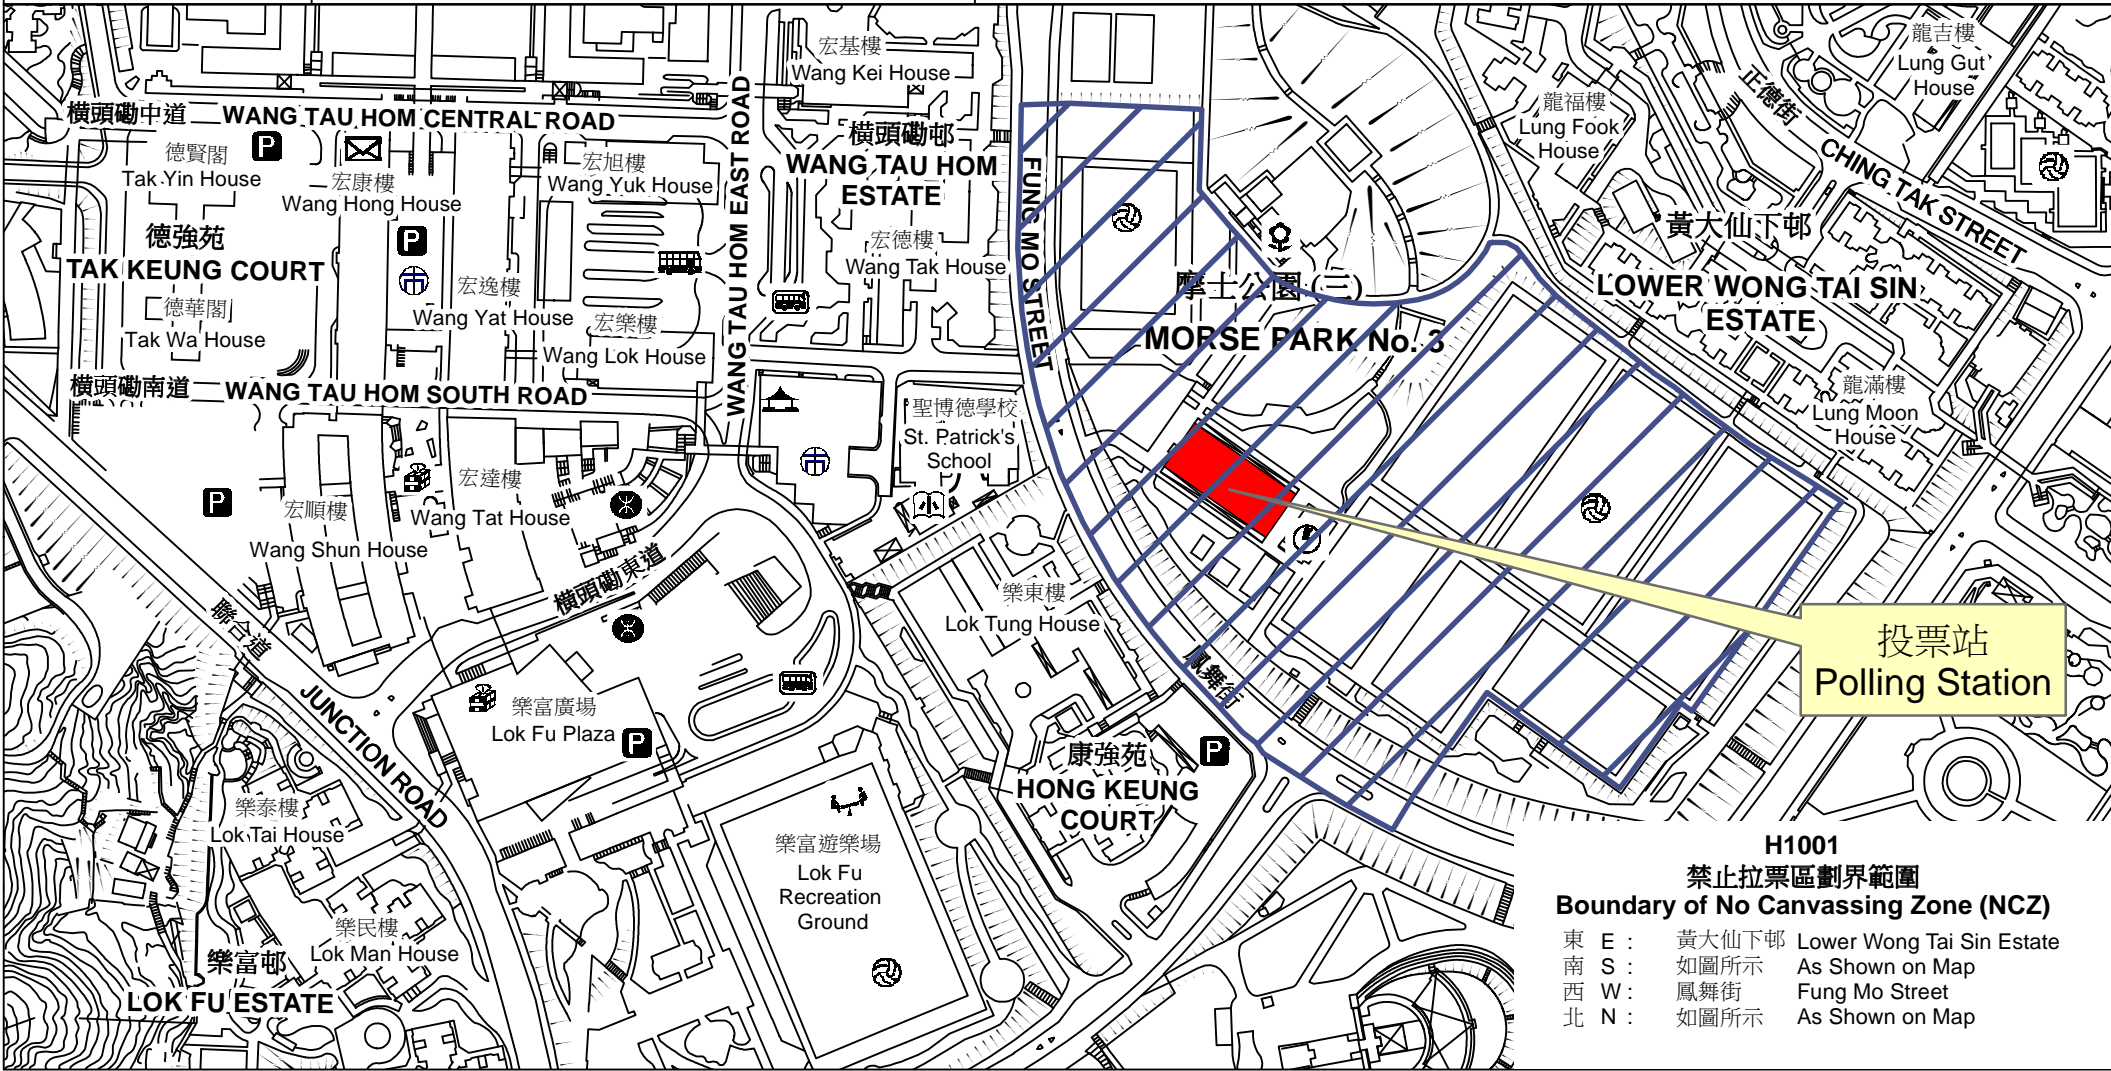 宏基樓
Wang Kei House
龍吉樓
Lung Gut
House
正德街
CHING TAK STREET
橫頭磡中道
WANG TAU HOM CENTRAL ROAD
WANG TAU HOM EAST ROAD
橫頭磡邨
WANG TAU HOM
ESTATE
龍福樓
Lung Fook
House
P
德賢閣
Tak Yin House
宏康樓
Wang Hong House
宏旭樓
Wang Yuk House
FUNG MO STREET
德強苑
TAK KEUNG COURT
P
宏德樓
Wang Tak House
黃大仙下邨
LOWER WONG TAI SIN
ESTATE
宏逸樓
Wang Yat House
德華閣
Tak Wa House
宏樂樓
Wang Lok House
摩士公園 (三)
MORSE PARK No. 3
橫頭磡南道
WANG TAU HOM SOUTH ROAD
聖博德學校
St. Patrick's
School
小
龍滿樓
Lung Moon
House
P
宏順樓
Wang Shun House
宏達樓
Wang Tat House
橫頭磡東道
樂東樓
Lok Tung House
投票站
Polling Station
聯合道
JUNCTION ROAD
鳳舞街
樂富廣場
Lok Fu Plaza
P
康強苑
HONG KEUNG
COURT
P
樂泰樓
Lok Tai House
樂富遊樂場
Lok Fu
Recreation
Ground
樂民樓
Lok Man House
樂富邨
LOK FU ESTATE
H1001
禁止拉票區劃界範圍
Boundary of No Canvassing Zone (NCZ)
東 E : 黃大仙下邨 Lower Wong Tai Sin Estate
南 S : 如圖所示 As Shown on Map
西 W : 鳳舞街 Fung Mo Street
北 N : 如圖所示 As Shown on Map